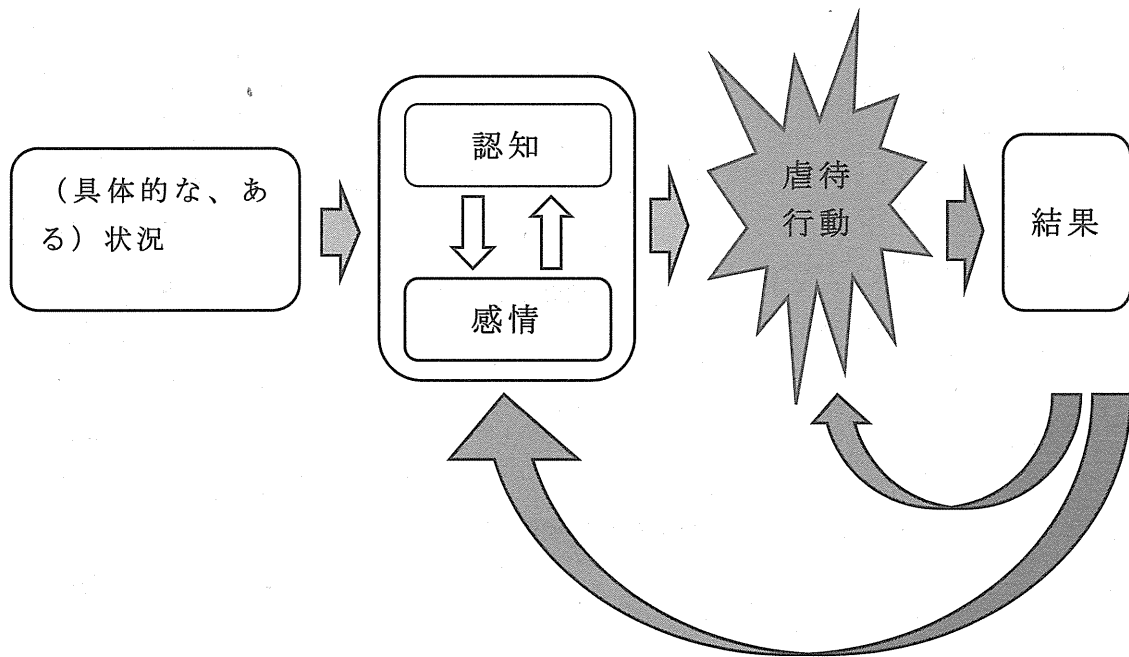 （具体的な、あ
る）状況
認知
感情
虐待
行動
結果